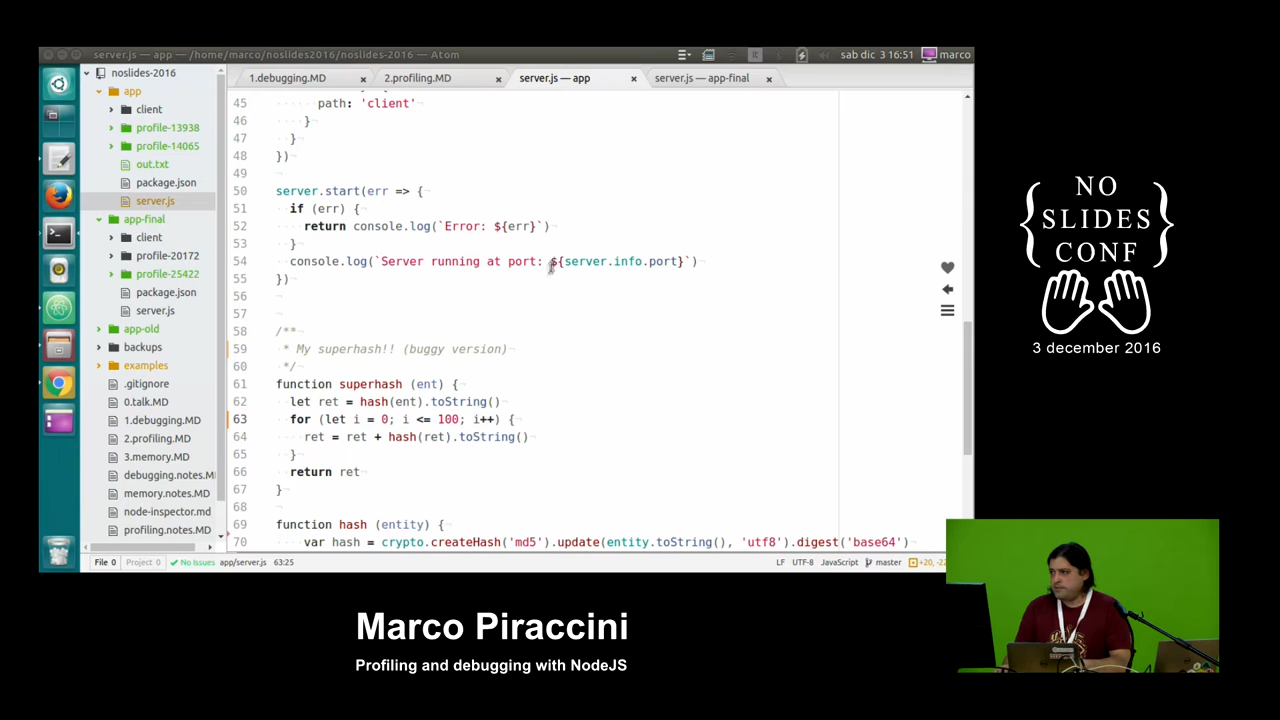 server.js — app — /home/marco/noslides2016/noslides-2016 — Atom
sab dic 3 16:51 marco
noslides-2016
app
client
profile-13938
profile-14065
out.txt
package.json
server.js
app-final
client
profile-20172
profile-25422
package.json
server.js
app-old
backups
examples
.gitignore
0.talk.MD
1.debugging.MD
2.profiling.MD
3.memory.MD
debugging.notes.M
memory.notes.MD
node-inspector.md
profiling.notes.MD
1.debugging.MD
2.profiling.MD
server.js — app
server.js — app-final
45 path: 'client'
46 }
47 }
48 })
49
50 server.start(err => {
51 if (err) {
52 return console.log(`Error: ${err}`)
53 }
54 console.log(`Server running at port: ${server.info.port}`)
55 })
56
57
58 /**
59 * My superhash!! (buggy version)
60 */
61 function superhash (ent) {
62 let ret = hash(ent).toString()
63 for (let i = 0; i <= 100; i++) {
64 ret = ret + hash(ret).toString()
65 }
66 return ret
67 }
68
69 function hash (entity) {
70 var hash = crypto.createHash('md5').update(entity.toString(), 'utf8').digest('base64')
File 0 Project 0 No Issues app/server.js 63:25
LF UTF-8 JavaScript master +20, -22
NO
SLIDES
CONF
3 december 2016
Marco Piraccini
Profiling and debugging with NodeJS